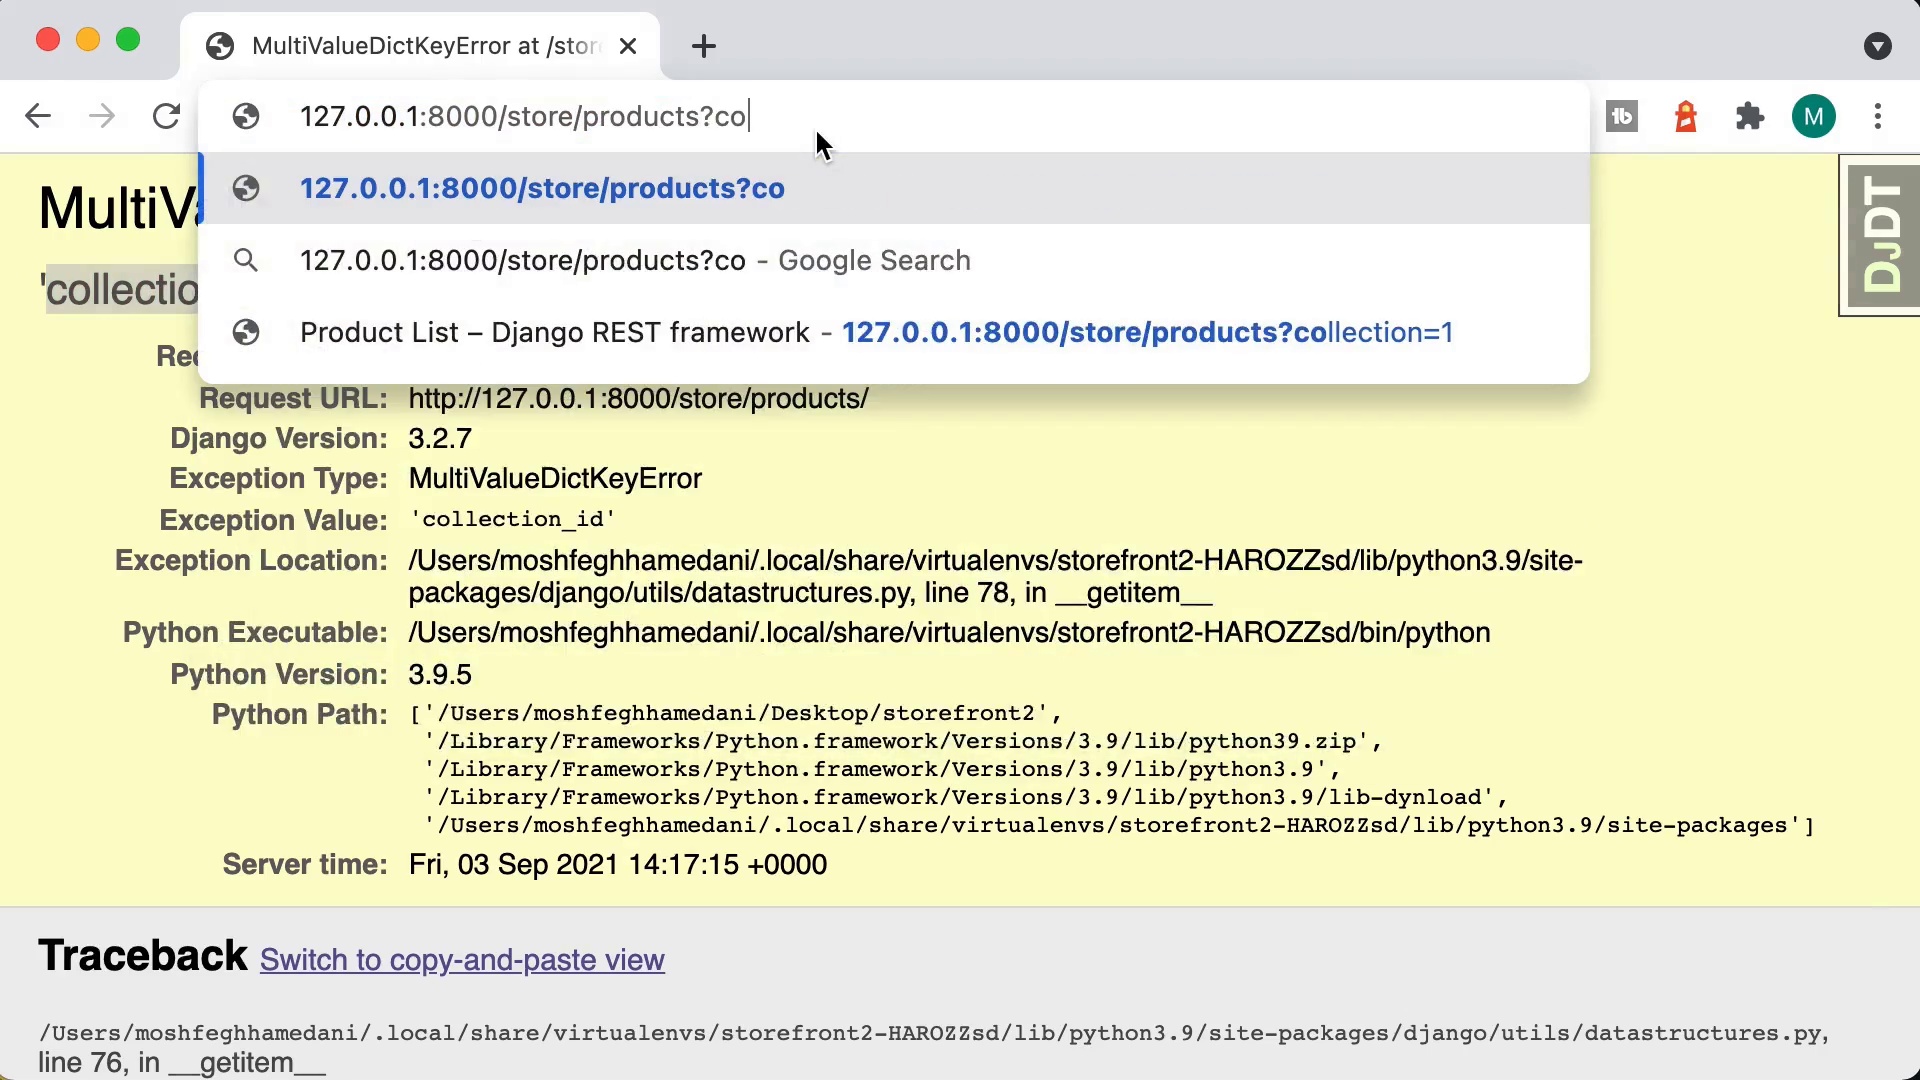 MultiValueDictKeyError at /stor
127.0.0.1:8000/store/products?co
M
127.0.0.1:8000/store/products?co
127.0.0.1:8000/store/products?co - Google Search
Product List – Django REST framework - 127.0.0.1:8000/store/products?collection=1
MultiVa
'collectio
DJDT
Rec
Request URL: http://127.0.0.1:8000/store/products/
Django Version: 3.2.7
Exception Type: MultiValueDictKeyError
Exception Value: 'collection_id'
Exception Location: /Users/moshfeghhamedani/.local/share/virtualenvs/storefront2-HAROZZsd/lib/python3.9/site-
packages/django/utils/datastructures.py, line 78, in __getitem__
Python Executable: /Users/moshfeghhamedani/.local/share/virtualenvs/storefront2-HAROZZsd/bin/python
Python Version: 3.9.5
Python Path: ['/Users/moshfeghhamedani/Desktop/storefront2',
'/Library/Frameworks/Python.framework/Versions/3.9/lib/python39.zip',
'/Library/Frameworks/Python.framework/Versions/3.9/lib/python3.9',
'/Library/Frameworks/Python.framework/Versions/3.9/lib/python3.9/lib-dynload',
'/Users/moshfeghhamedani/.local/share/virtualenvs/storefront2-HAROZZsd/lib/python3.9/site-packages']
Server time: Fri, 03 Sep 2021 14:17:15 +0000
Traceback Switch to copy-and-paste view
/Users/moshfeghhamedani/.local/share/virtualenvs/storefront2-HAROZZsd/lib/python3.9/site-packages/django/utils/datastructures.py,
line 76, in __getitem__